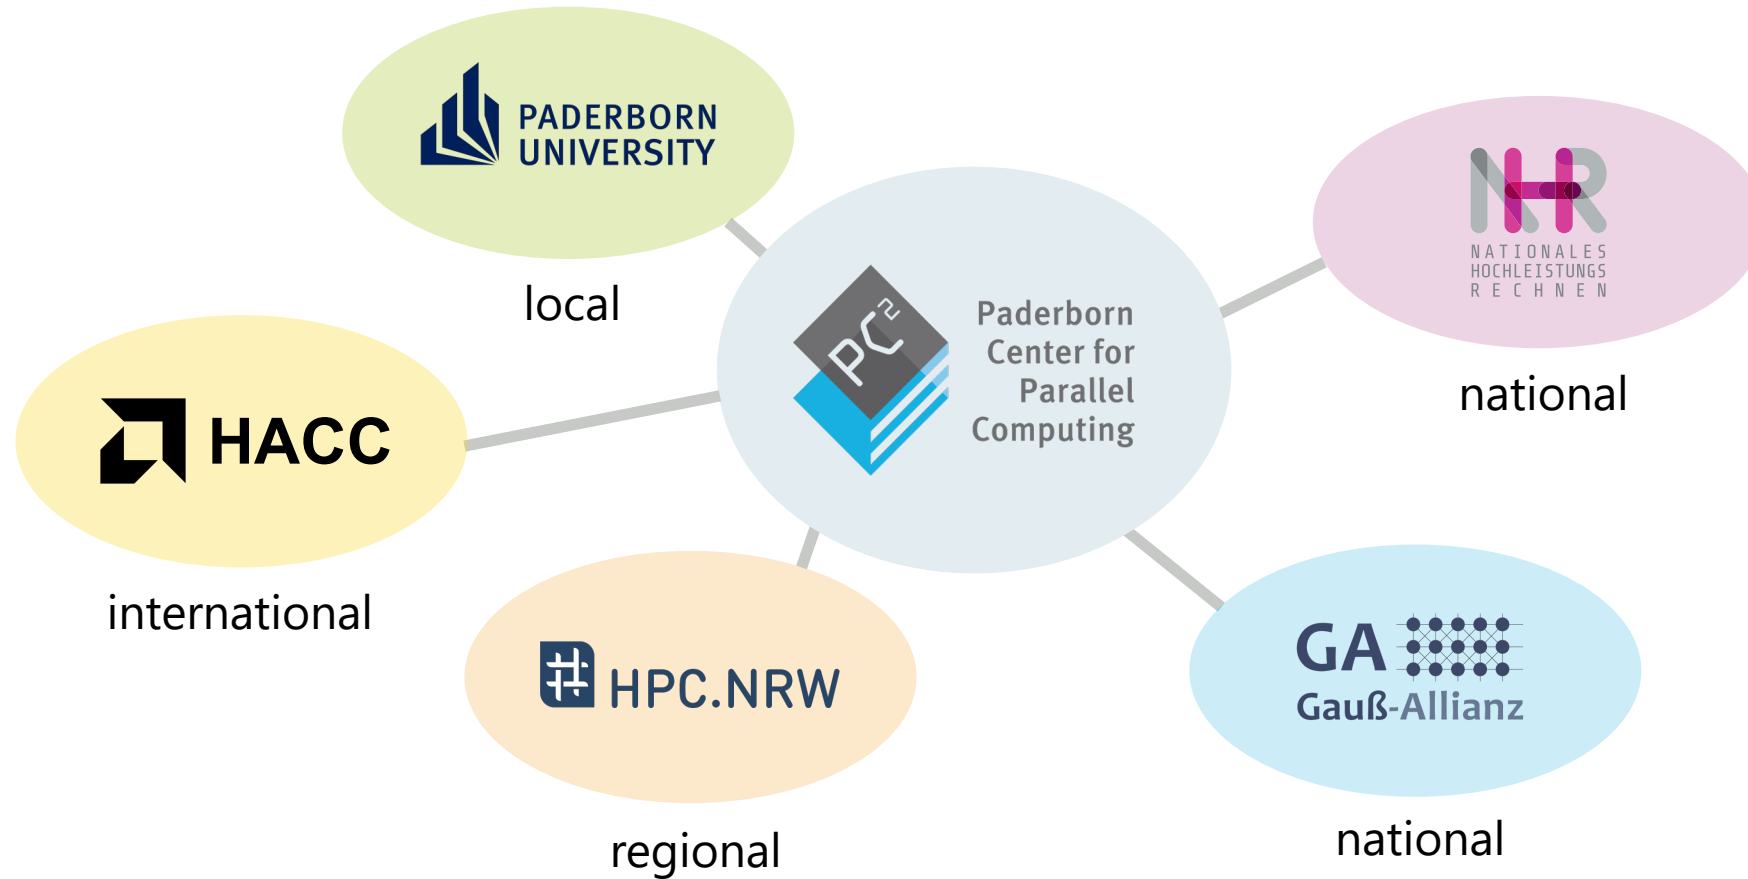 PADERBORN
UNIVERSITY
local
NHR
NATIONALES
HOCHLEISTUNGS
RECHNEN
national
PC²
Paderborn
Center for
Parallel
Computing
HACC
international
HPC.NRW
regional
GA
Gauß-Allianz
national